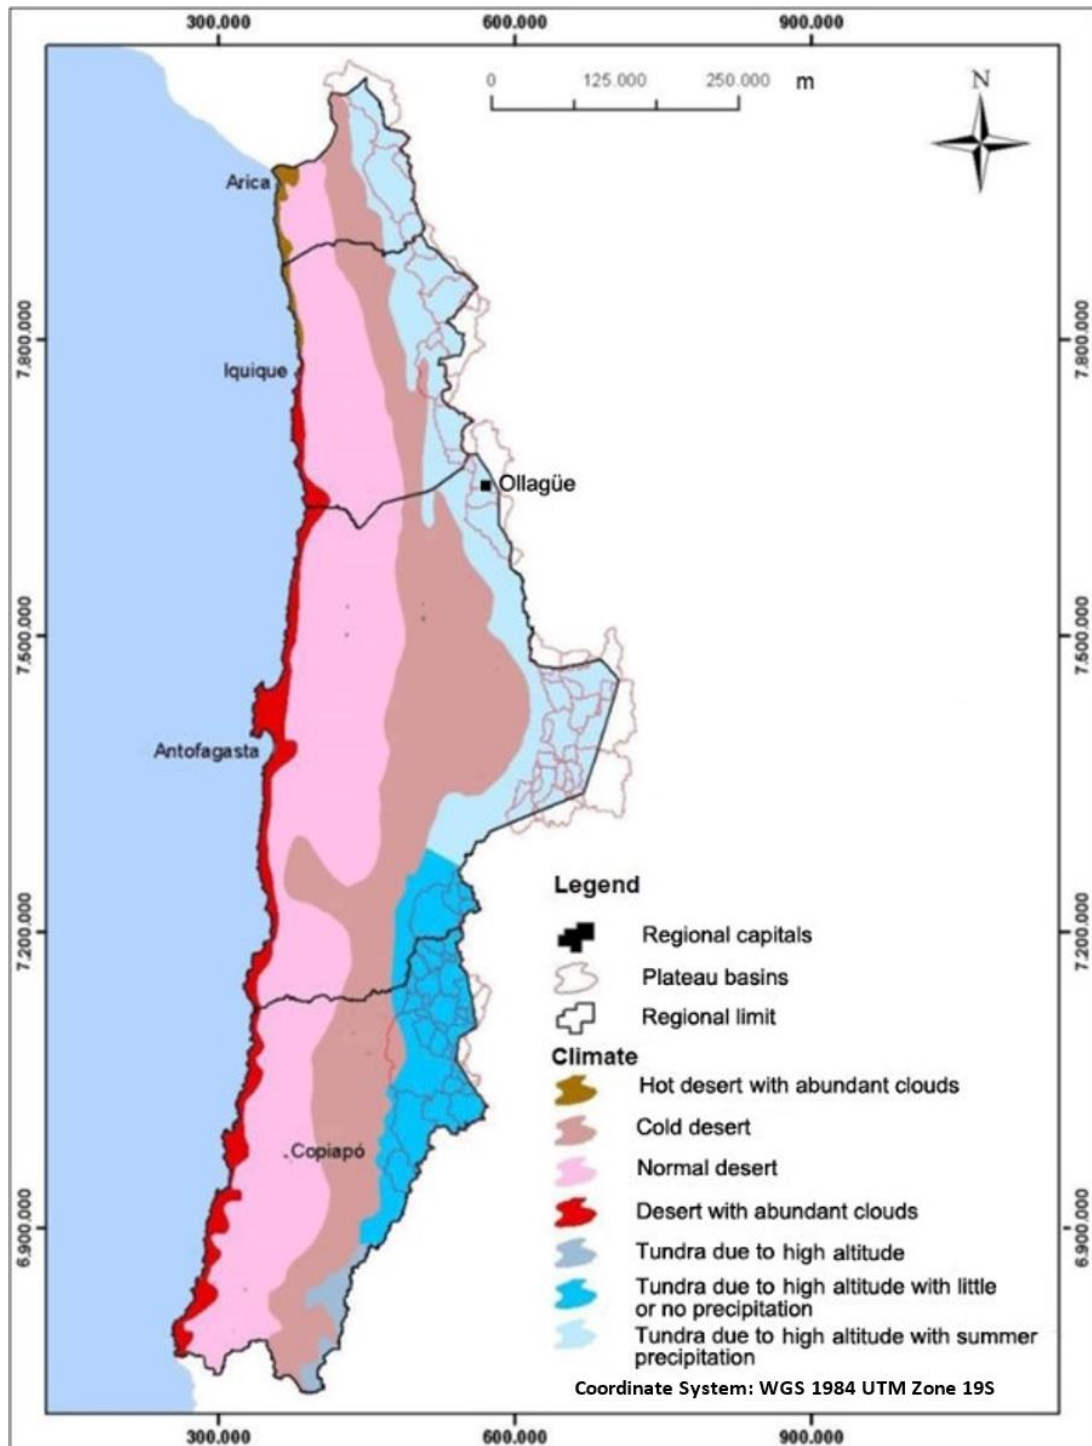 300.000 600.000 900.000
0 125.000 250.000 m
N
Arica
7.800.000 7.800.000
Iquique
Ollagüe
7.500.000 7.500.000
Antofagasta
Legend
7.200.000 7.200.000
Regional capitals
Plateau basins
Regional limit
Climate
Hot desert with abundant clouds
Cold desert
Copiapó
Normal desert
6.900.000 6.900.000
Desert with abundant clouds
Tundra due to high altitude
Tundra due to high altitude with little
or no precipitation
Tundra due to high altitude with summer
precipitation
Coordinate System: WGS 1984 UTM Zone 19S
300.000 600.000 900.000